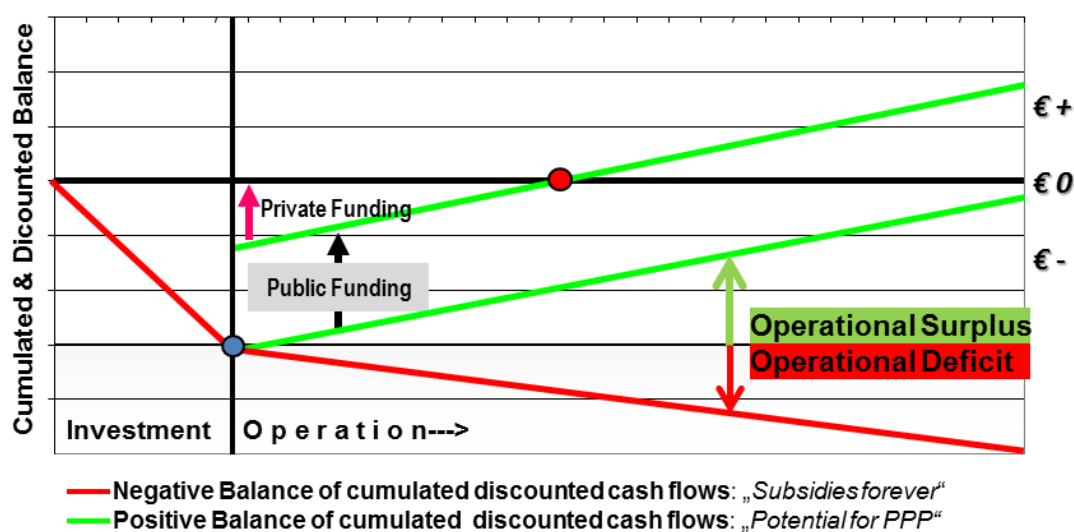 Cumulated & Dicounted Balance
€ +
€ 0
Private Funding
€ -
Public Funding
Operational Surplus
Operational Deficit
Investment
O p e r a t i o n--->
Negative Balance of cumulated discounted cash flows: „Subsidies forever“
Positive Balance of cumulated discounted cash flows: „Potential for PPP“